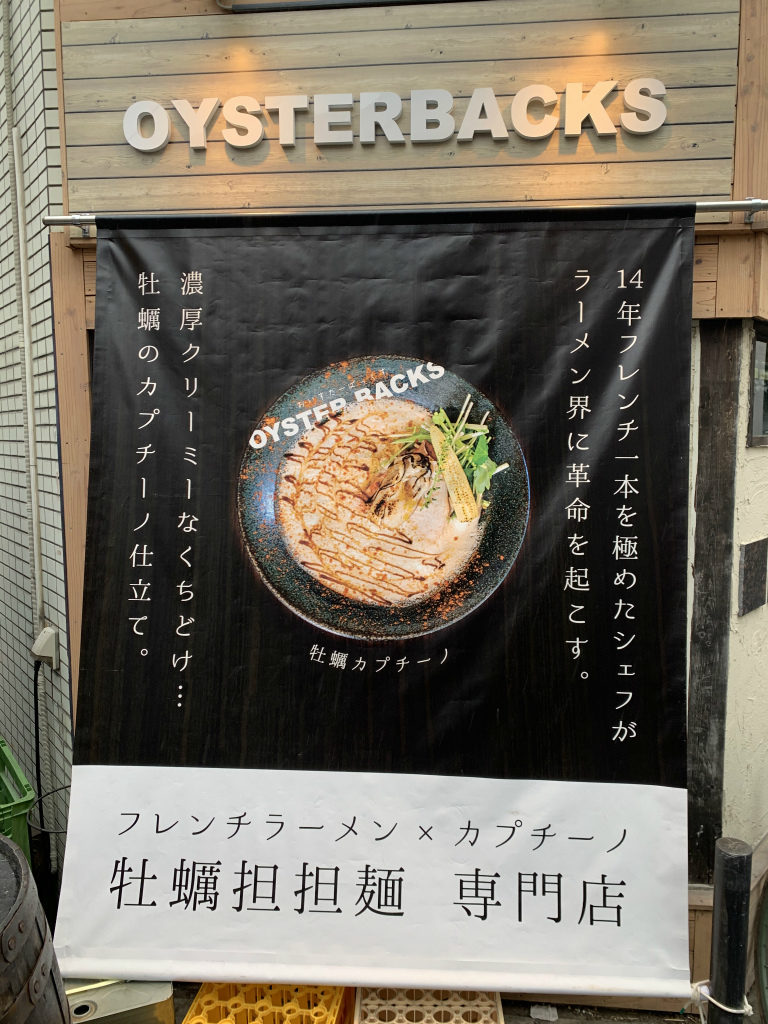 OYSTERBACKS
14年フレンチ一本を極めたシェフが
ラーメン界に革命を起こす。
濃厚クリーミーなくちどけ…
牡蠣のカプチーノ仕立て。
OYSTER BACKS
牡蠣カプチーノ
フレンチラーメン×カプチーノ
牡蠣担担麺 専門店